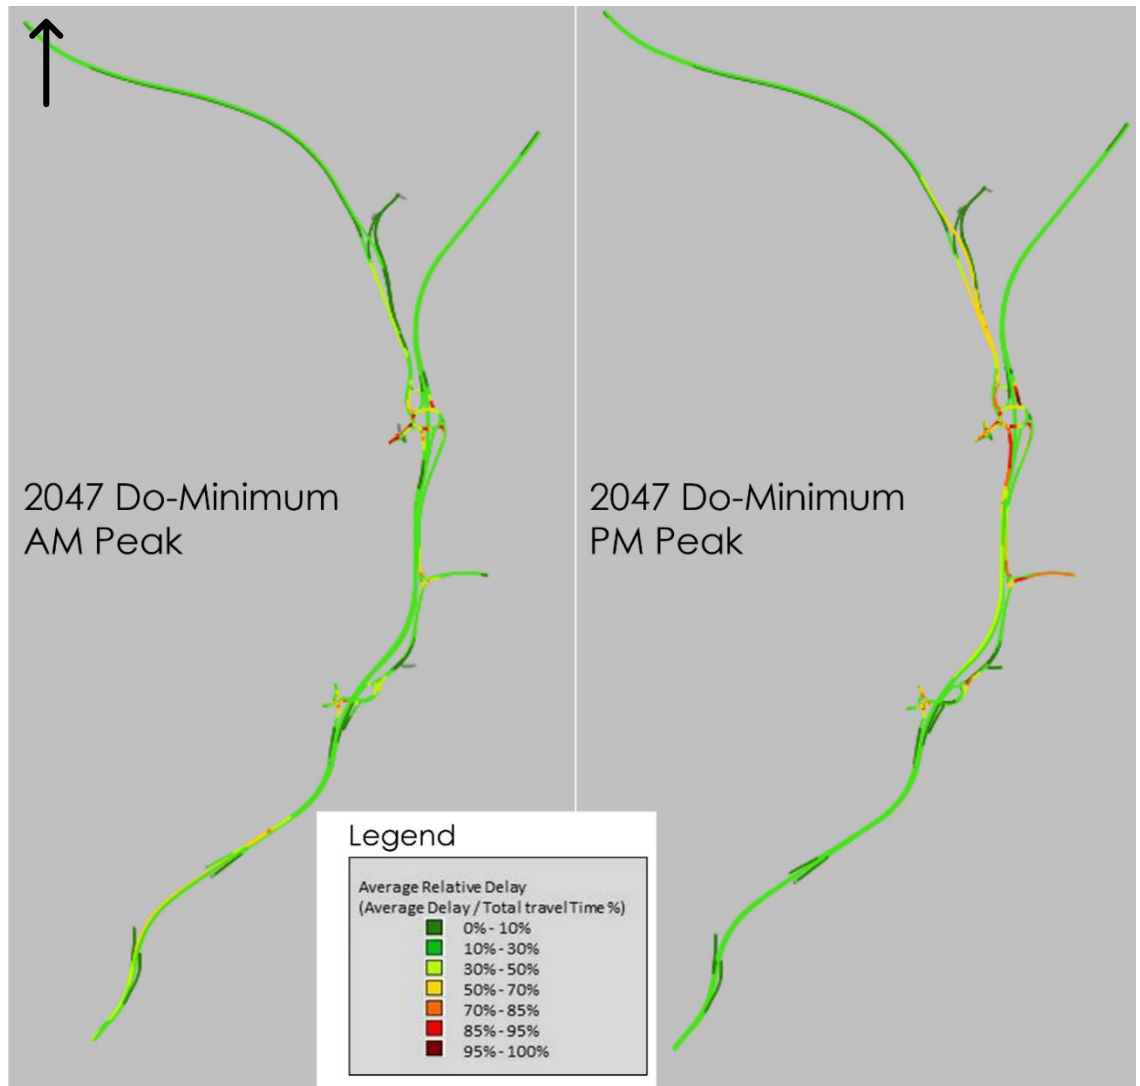 2047 Do-Minimum
AM Peak
2047 Do-Minimum
PM Peak
Legend
Average Relative Delay
(Average Delay / Total travel Time %)
0% - 10%
10% - 30%
30% - 50%
50% - 70%
70% - 85%
85% - 95%
95% - 100%